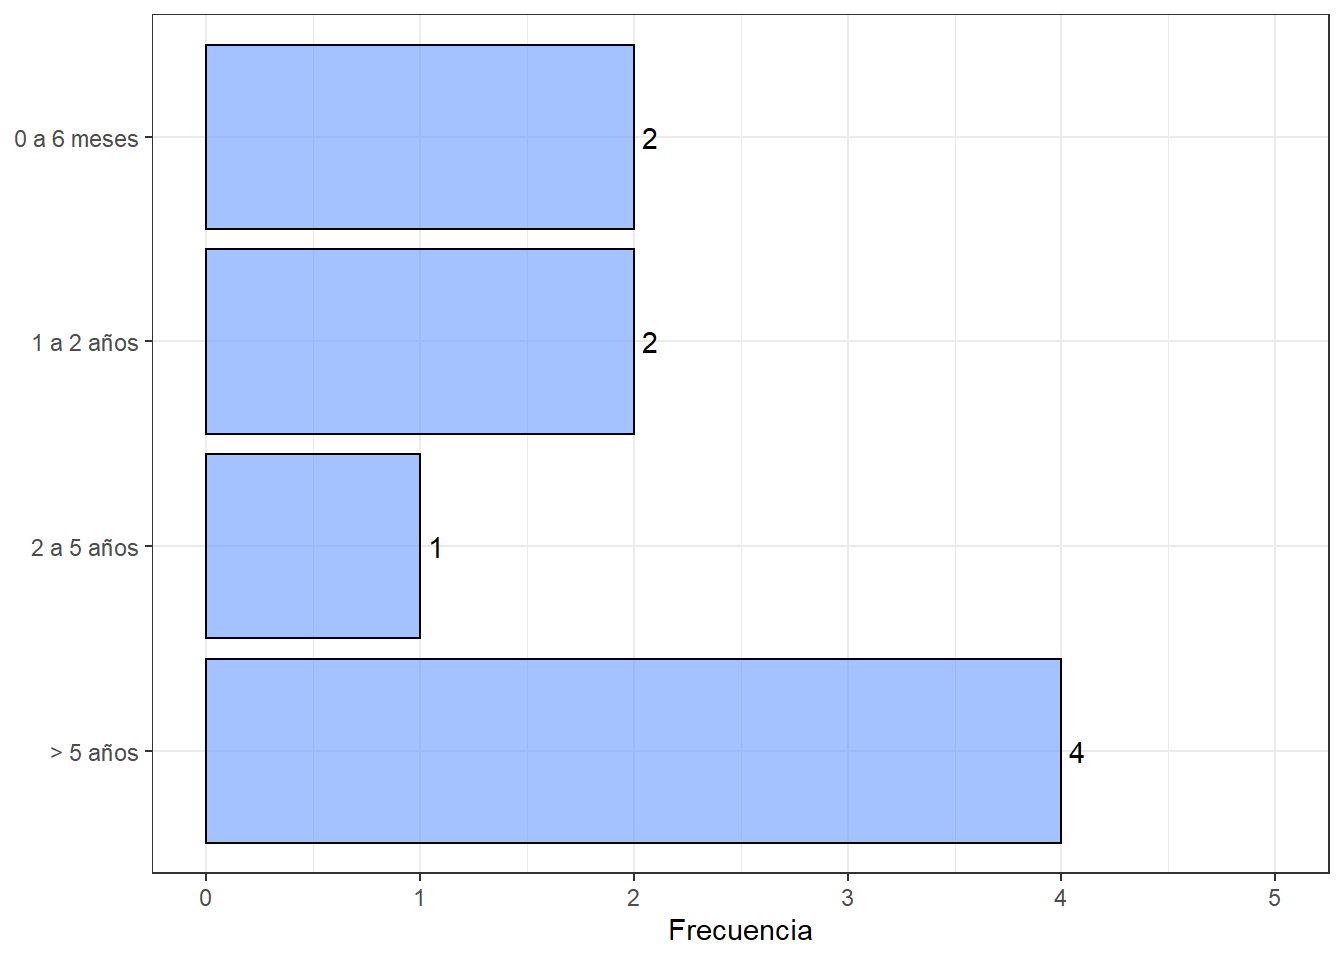 0 a 6 meses
2
1 a 2 años
2
2 a 5 años
1
> 5 años
4
0 1 2 3 4 5
Frecuencia